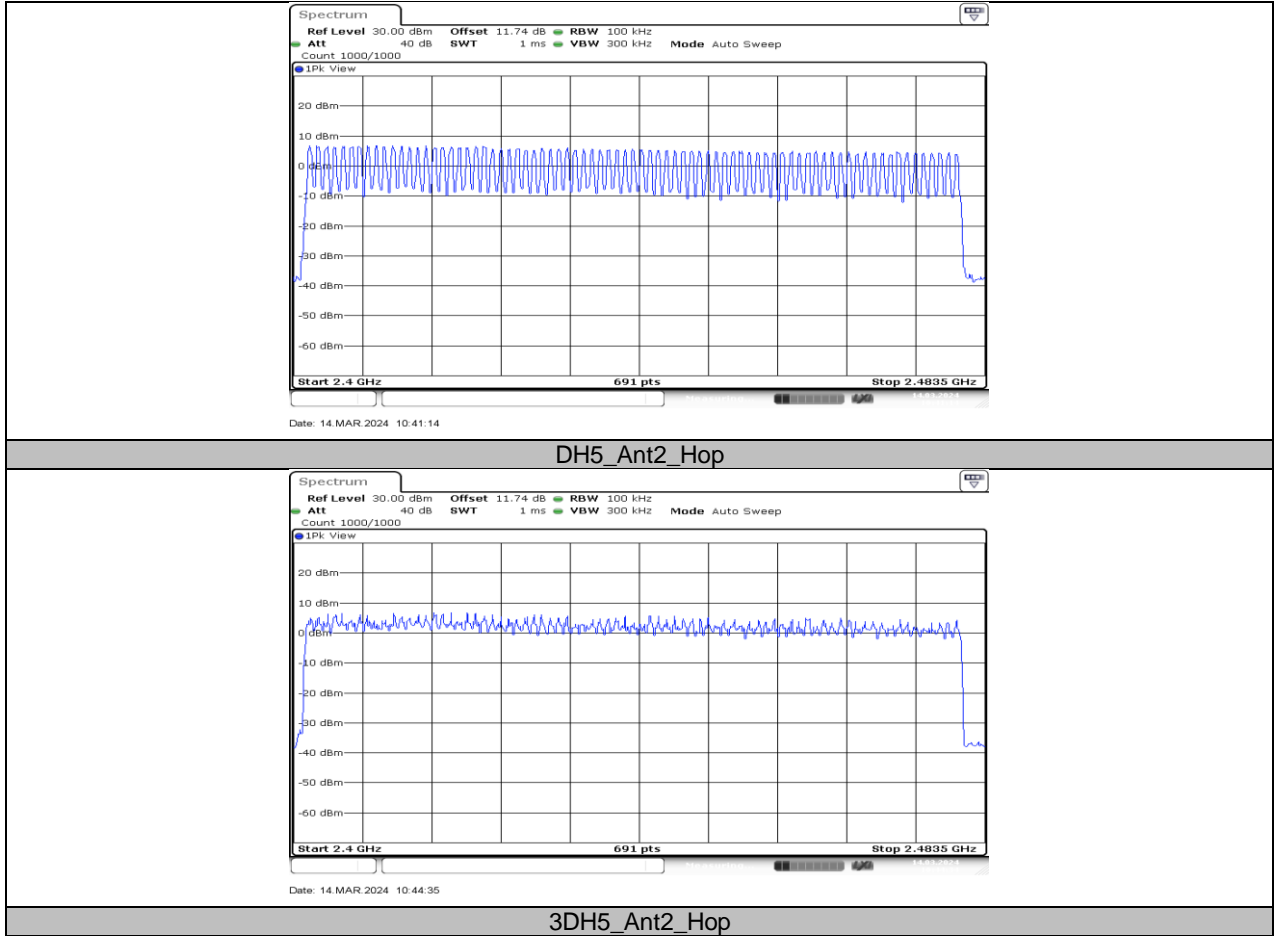 Spectrum
Ref Level 30.00 dBm Offset 11.74 dB RBW 100 kHz
Att 40 dB SWT 1 ms VBW 300 kHz Mode Auto Sweep
Count 1000/1000
1Pk View
20 dBm
10 dBm
0 dBm
-10 dBm
-20 dBm
-30 dBm
-40 dBm
-50 dBm
-60 dBm
Start 2.4 GHz 691 pts Stop 2.4835 GHz
Date: 14.MAR.2024 10:41:14
DH5_Ant2_Hop
Spectrum
Ref Level 30.00 dBm Offset 11.74 dB RBW 100 kHz
Att 40 dB SWT 1 ms VBW 300 kHz Mode Auto Sweep
Count 1000/1000
1Pk View
20 dBm
10 dBm
0 dBm
-10 dBm
-20 dBm
-30 dBm
-40 dBm
-50 dBm
-60 dBm
Start 2.4 GHz 691 pts Stop 2.4835 GHz
Date: 14.MAR.2024 10:44:35
3DH5_Ant2_Hop